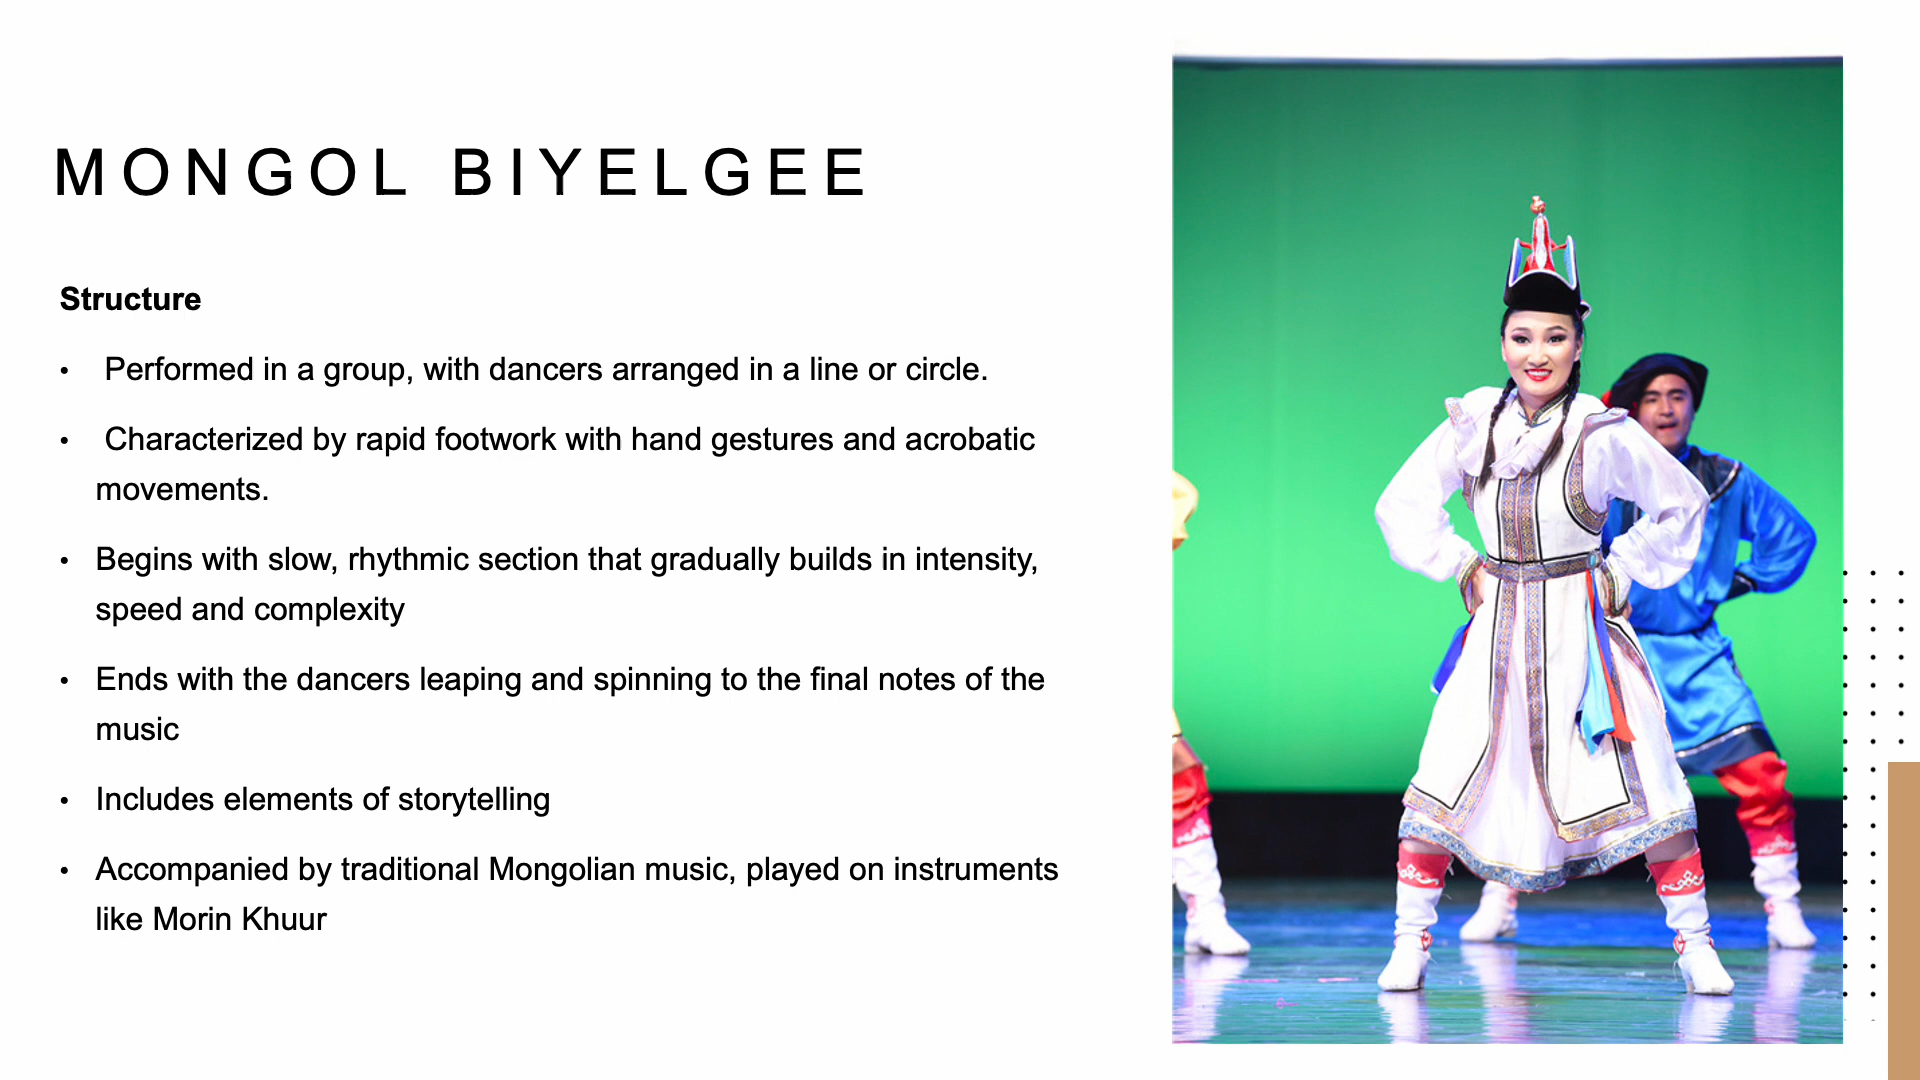 MONGOL BIYELGEE
Structure
• Performed in a group, with dancers arranged in a line or circle.
• Characterized by rapid footwork with hand gestures and acrobatic
movements.
• Begins with slow, rhythmic section that gradually builds in intensity,
speed and complexity
• Ends with the dancers leaping and spinning to the final notes of the
music
• Includes elements of storytelling
• Accompanied by traditional Mongolian music, played on instruments
like Morin Khuur